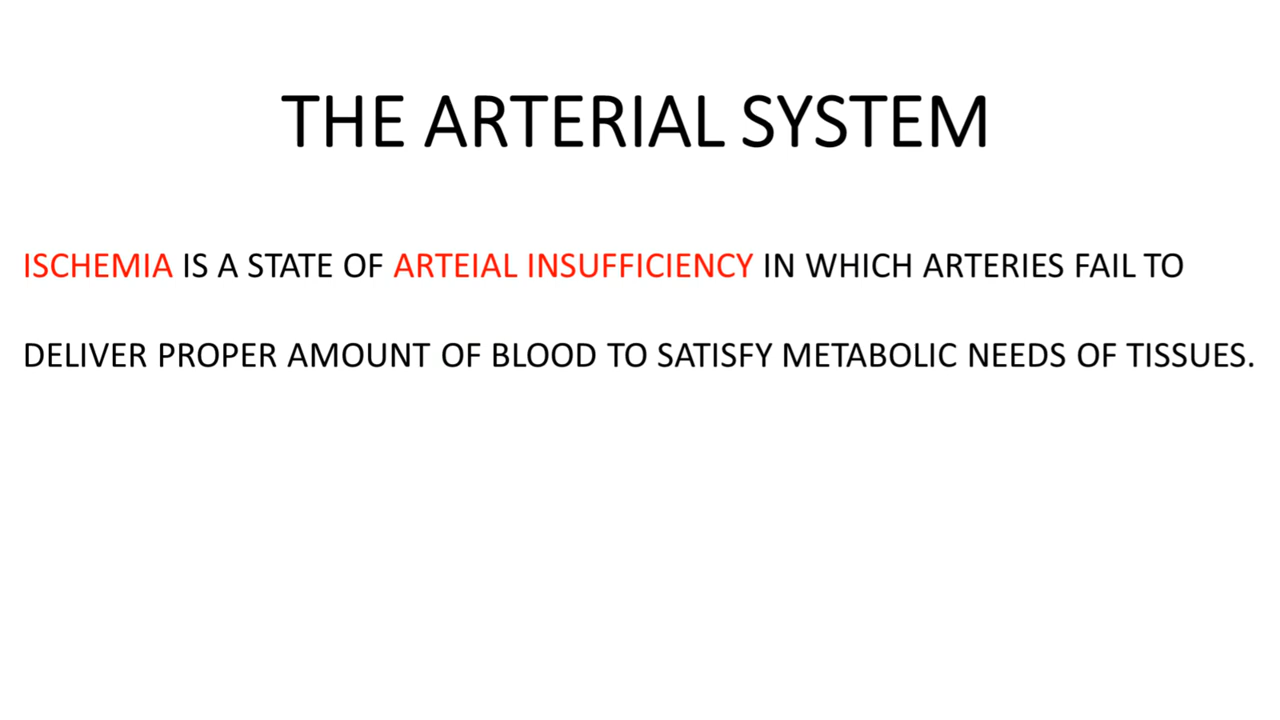 THE ARTERIAL SYSTEM
ISCHEMIA IS A STATE OF ARTEIAL INSUFFICIENCY IN WHICH ARTERIES FAIL TO
DELIVER PROPER AMOUNT OF BLOOD TO SATISFY METABOLIC NEEDS OF TISSUES.